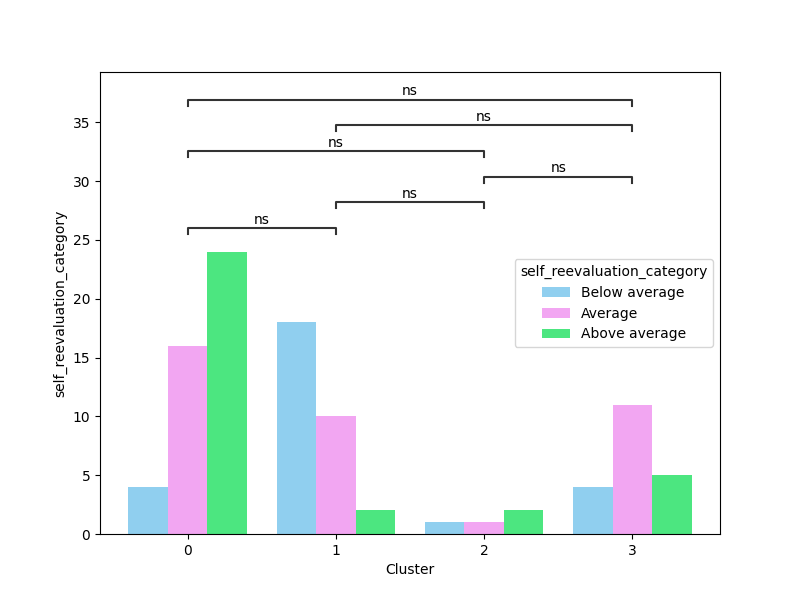 ns
ns
35
ns
ns
30
ns
25
ns
20
self_reevaluation_category
self_reevaluation_category
Below average
Average
Above average
15
10
5
0
0 1 2 3
Cluster